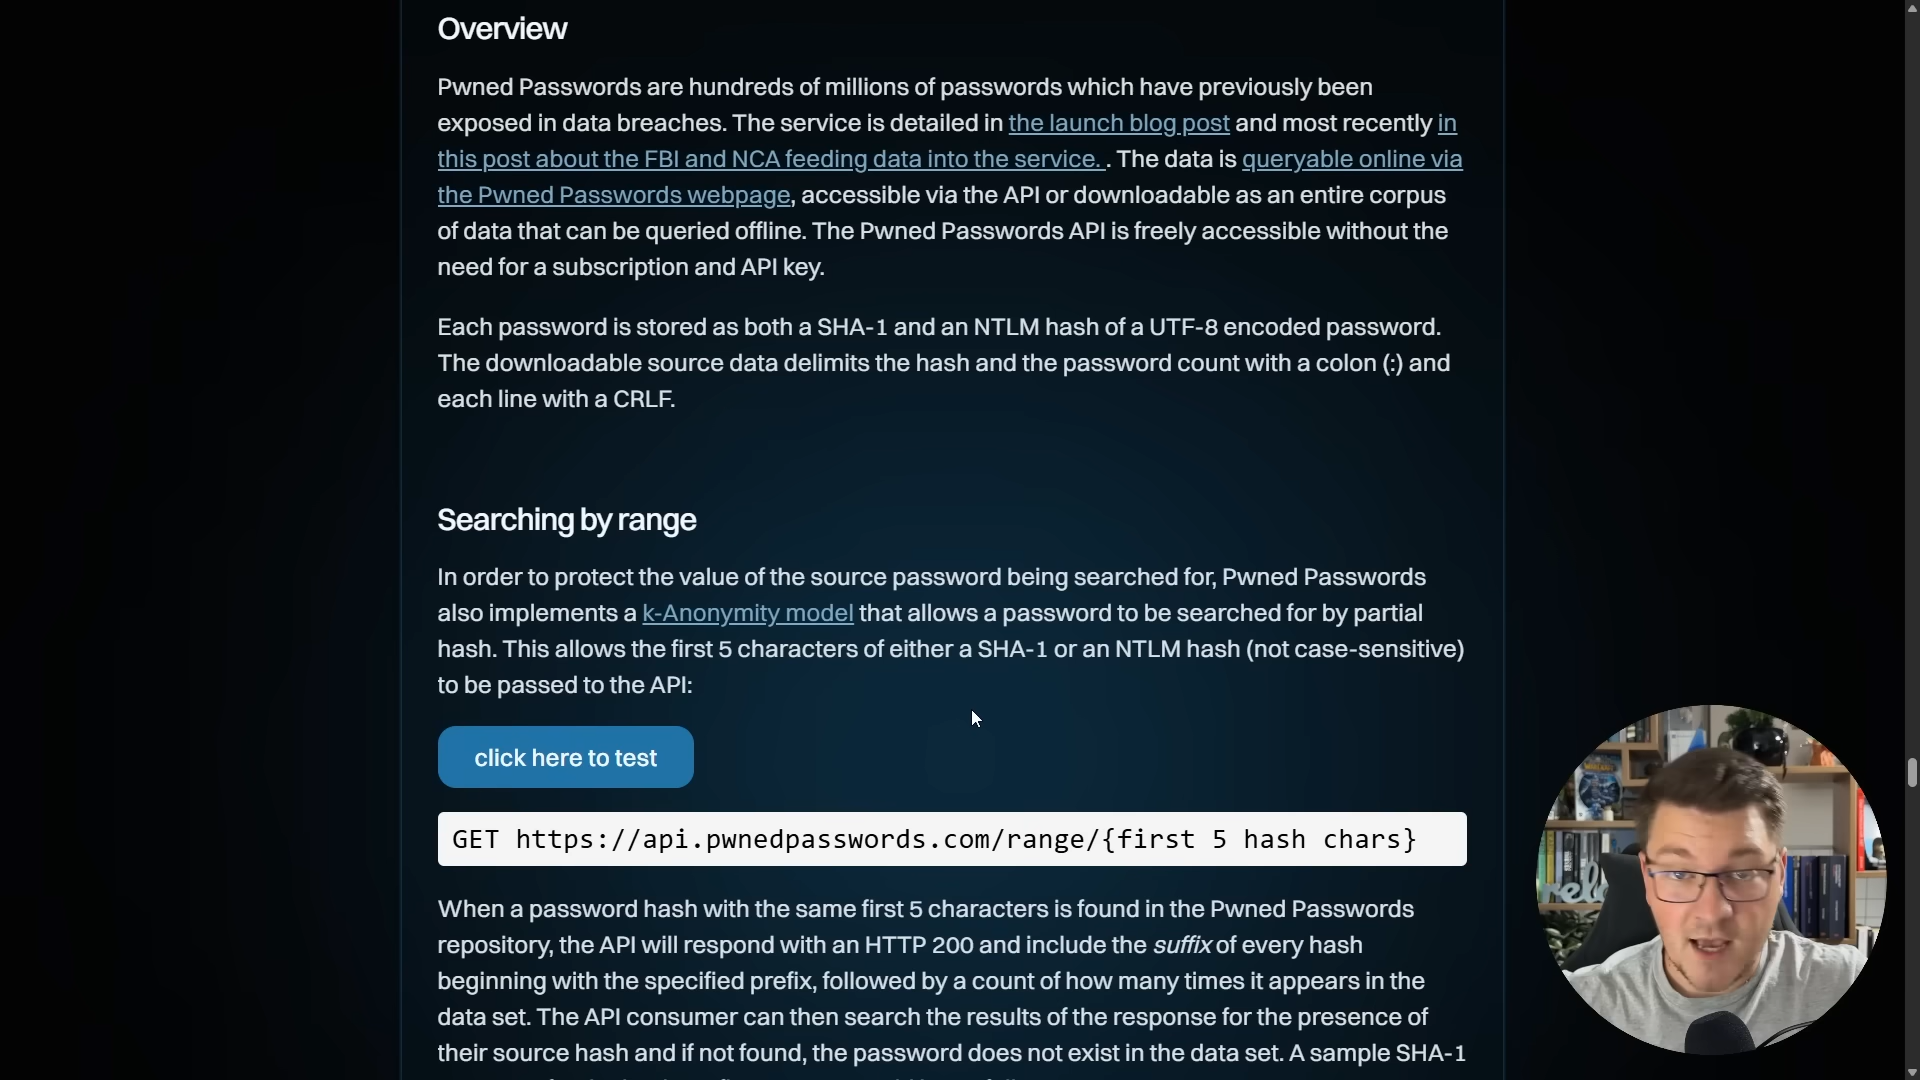 Overview
Pwned Passwords are hundreds of millions of passwords which have previously been
exposed in data breaches. The service is detailed in the launch blog post and most recently in
this post about the FBI and NCA feeding data into the service. . The data is queryable online via
the Pwned Passwords webpage, accessible via the API or downloadable as an entire corpus
of data that can be queried offline. The Pwned Passwords API is freely accessible without the
need for a subscription and API key.
Each password is stored as both a SHA-1 and an NTLM hash of a UTF-8 encoded password.
The downloadable source data delimits the hash and the password count with a colon (:) and
each line with a CRLF.
Searching by range
In order to protect the value of the source password being searched for, Pwned Passwords
also implements a k-Anonymity model that allows a password to be searched for by partial
hash. This allows the first 5 characters of either a SHA-1 or an NTLM hash (not case-sensitive)
to be passed to the API:
click here to test
GET https://api.pwnedpasswords.com/range/{first 5 hash chars}
When a password hash with the same first 5 characters is found in the Pwned Passwords
repository, the API will respond with an HTTP 200 and include the suffix of every hash
beginning with the specified prefix, followed by a count of how many times it appears in the
data set. The API consumer can then search the results of the response for the presence of
their source hash and if not found, the password does not exist in the data set. A sample SHA-1